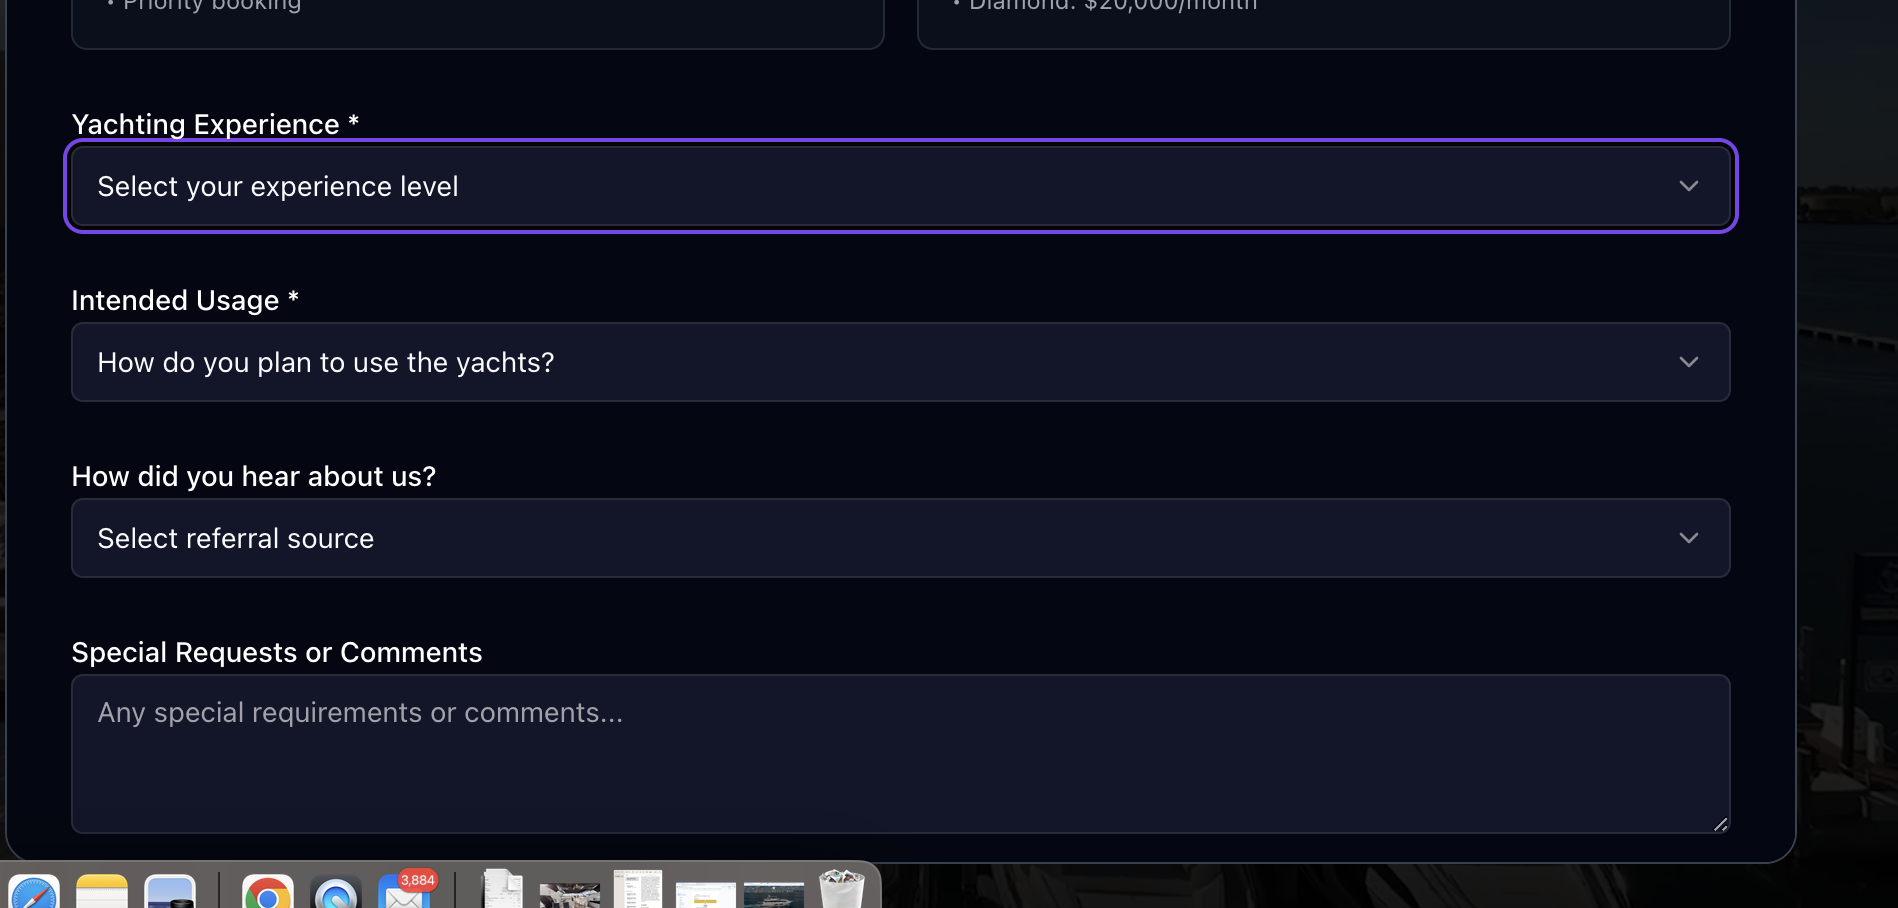 • Priority booking
• Diamond: $20,000/month
Yachting Experience *
Select your experience level
Intended Usage *
How do you plan to use the yachts?
How did you hear about us?
Select referral source
Special Requests or Comments
Any special requirements or comments...
3,884